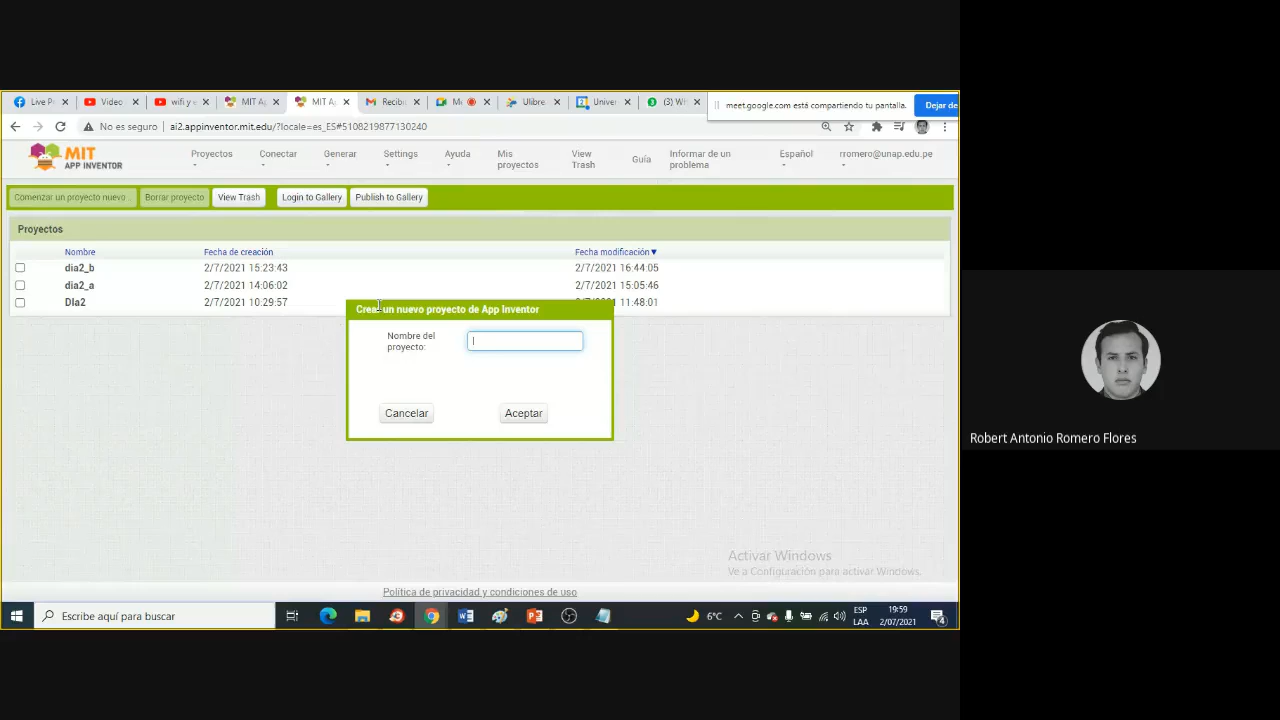 Live P
Video
wifi y e
MIT A
MIT A
Recib
M
Ulibre
Univer
(3) W
meet.google.com está compartiendo tu pantalla.
Dejar de
No es seguro
ai2.appinventor.mit.edu/?locale=es_ES#5108219877130240
MIT
APP INVENTOR
Proyectos
Conectar
Generar
Settings
Ayuda
Mis proyectos
View Trash
Guía
Informar de un problema
Español
rromero@unap.edu.pe
Comenzar un proyecto nuevo ...
Borrar proyecto
View Trash
Login to Gallery
Publish to Gallery
Proyectos
Nombre
Fecha de creación
Fecha modificación▼
dia2_b
2/7/2021 15:23:43
2/7/2021 16:44:05
dia2_a
2/7/2021 14:06:02
2/7/2021 15:05:46
DIa2
2/7/2021 10:29:57
11:48:01
Crear un nuevo proyecto de App Inventor
Nombre del
proyecto:
Cancelar
Aceptar
Robert Antonio Romero Flores
Activar Windows
Ve a Configuración para activar Windows.
Política de privacidad y condiciones de uso
Escribe aquí para buscar
6°C
ESP
LAA
19:59
2/07/2021
4